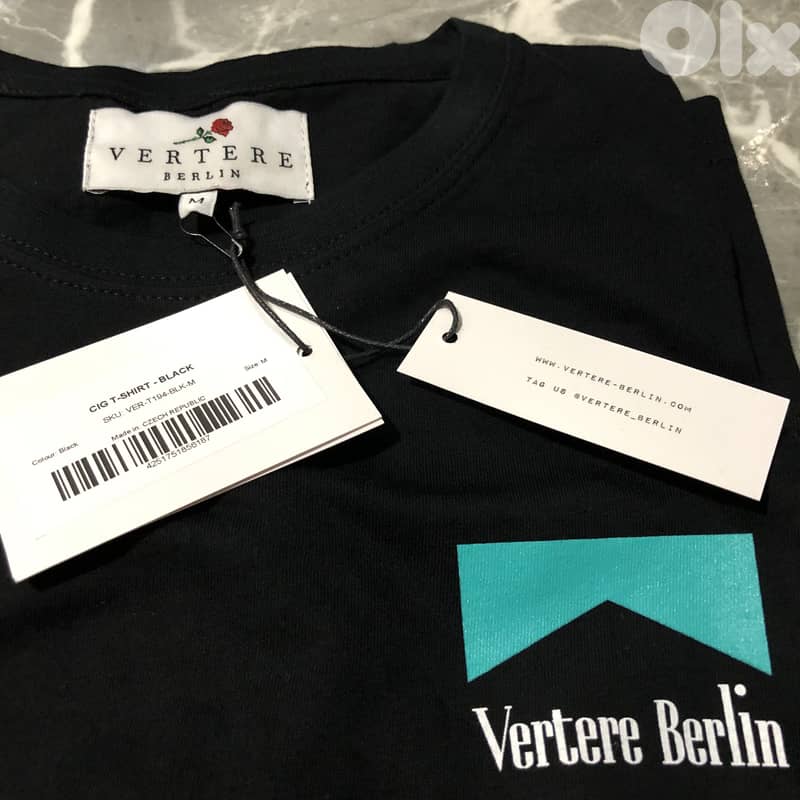 Olx
VERTERE
BERLIN
M
CIG T-SHIRT - BLACK
SKU: VER-T194-BLK-M
Size: M
Colour: Black
Made in: CZECH REPUBLIC
4251751856187
WWW.VERTERE-BERLIN.COM
TAG US @VERTERE_BERLIN
Vertere Berlin